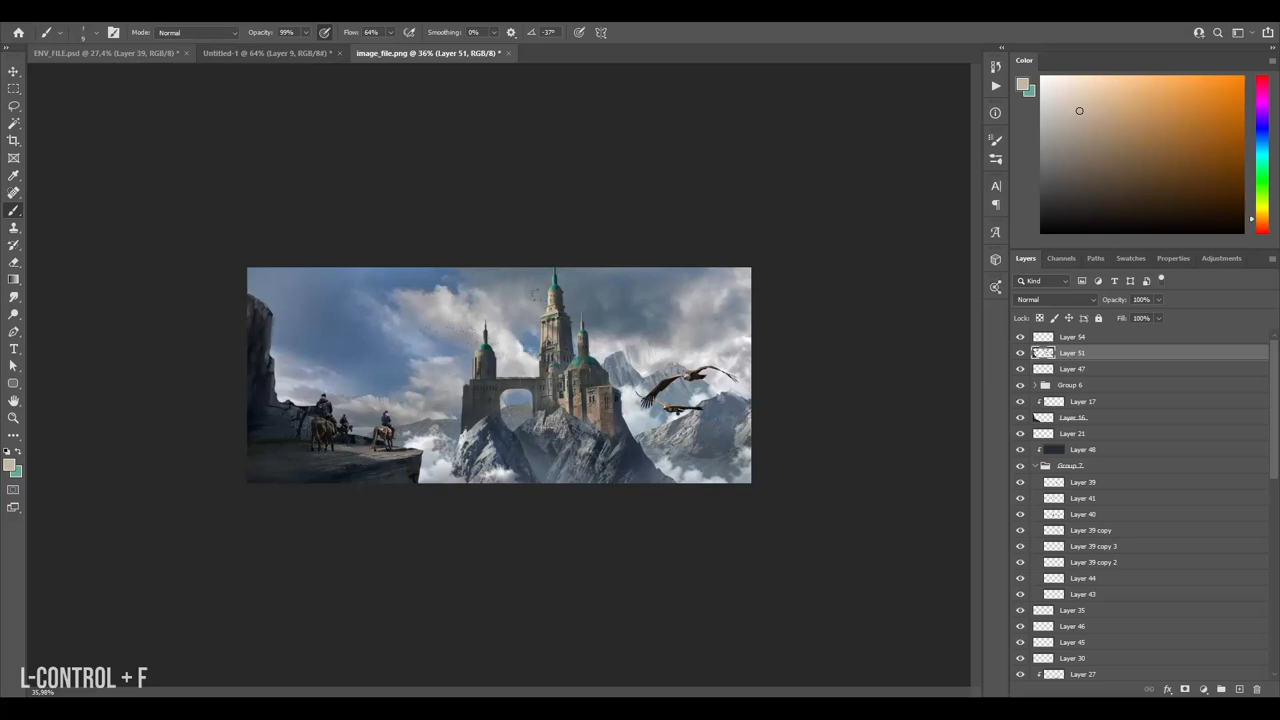 Mode: Normal Opacity: 99% Flow: 64% Smoothing: 0% -37°
ENV_FILE.psd @ 27,4% (Layer 39, RGB/8) * × Untitled-1 @ 64% (Layer 9, RGB/8#) * × image_file.png @ 36% (Layer 51, RGB/8) * ×
Color
Layers Channels Paths Swatches Properties Adjustments
Kind
Normal Opacity: 100%
Lock: Fill: 100%
Layer 54
Layer 51
Layer 47
Group 6
Layer 17
Layer 16
Layer 21
Layer 48
Group 7
Layer 39
Layer 41
Layer 40
Layer 39 copy
Layer 39 copy 3
Layer 39 copy 2
Layer 44
Layer 43
Layer 35
Layer 46
Layer 45
Layer 30
Layer 27
L-CONTROL + F
35,98%